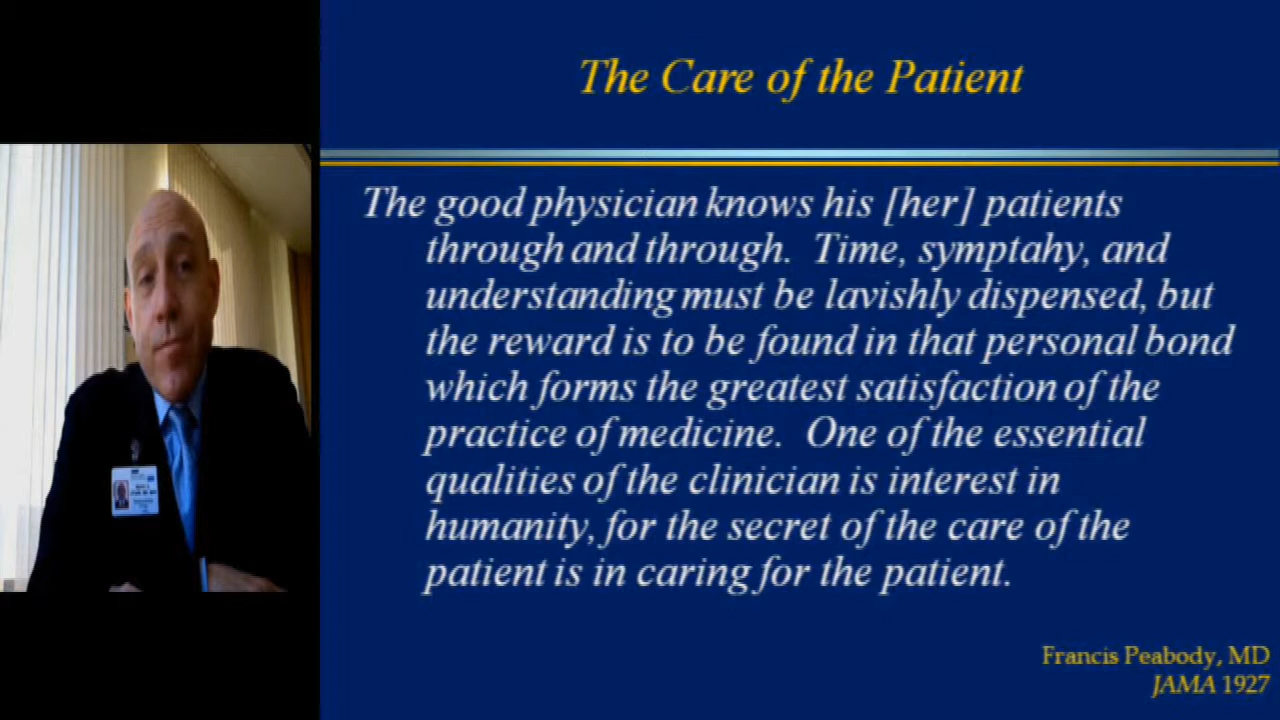 The Care of the Patient
The good physician knows his [her] patients
through and through. Time, symptahy, and
understanding must be lavishly dispensed, but
the reward is to be found in that personal bond
which forms the greatest satisfaction of the
practice of medicine. One of the essential
qualities of the clinician is interest in
humanity, for the secret of the care of the
patient is in caring for the patient.
Francis Peabody, MD
JAMA 1927